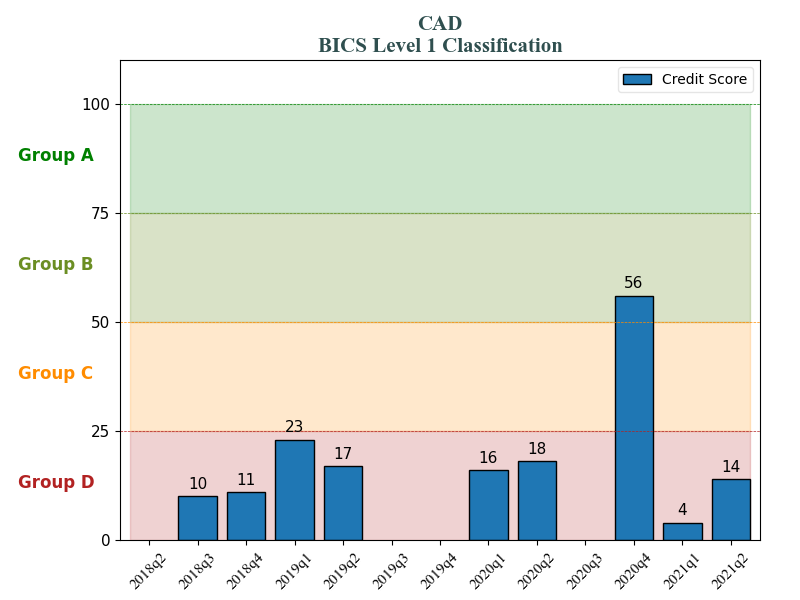 CAD
BICS Level 1 Classification
Credit Score
100
Group A
75
Group B
56
50
Group C
25
23
18
17
16
14
11
10
Group D
4
0
2018q2 2018q3 2018q4 2019q1 2019q2 2019q3 2019q4 2020q1 2020q2 2020q3 2020q4 2021q1 2021q2